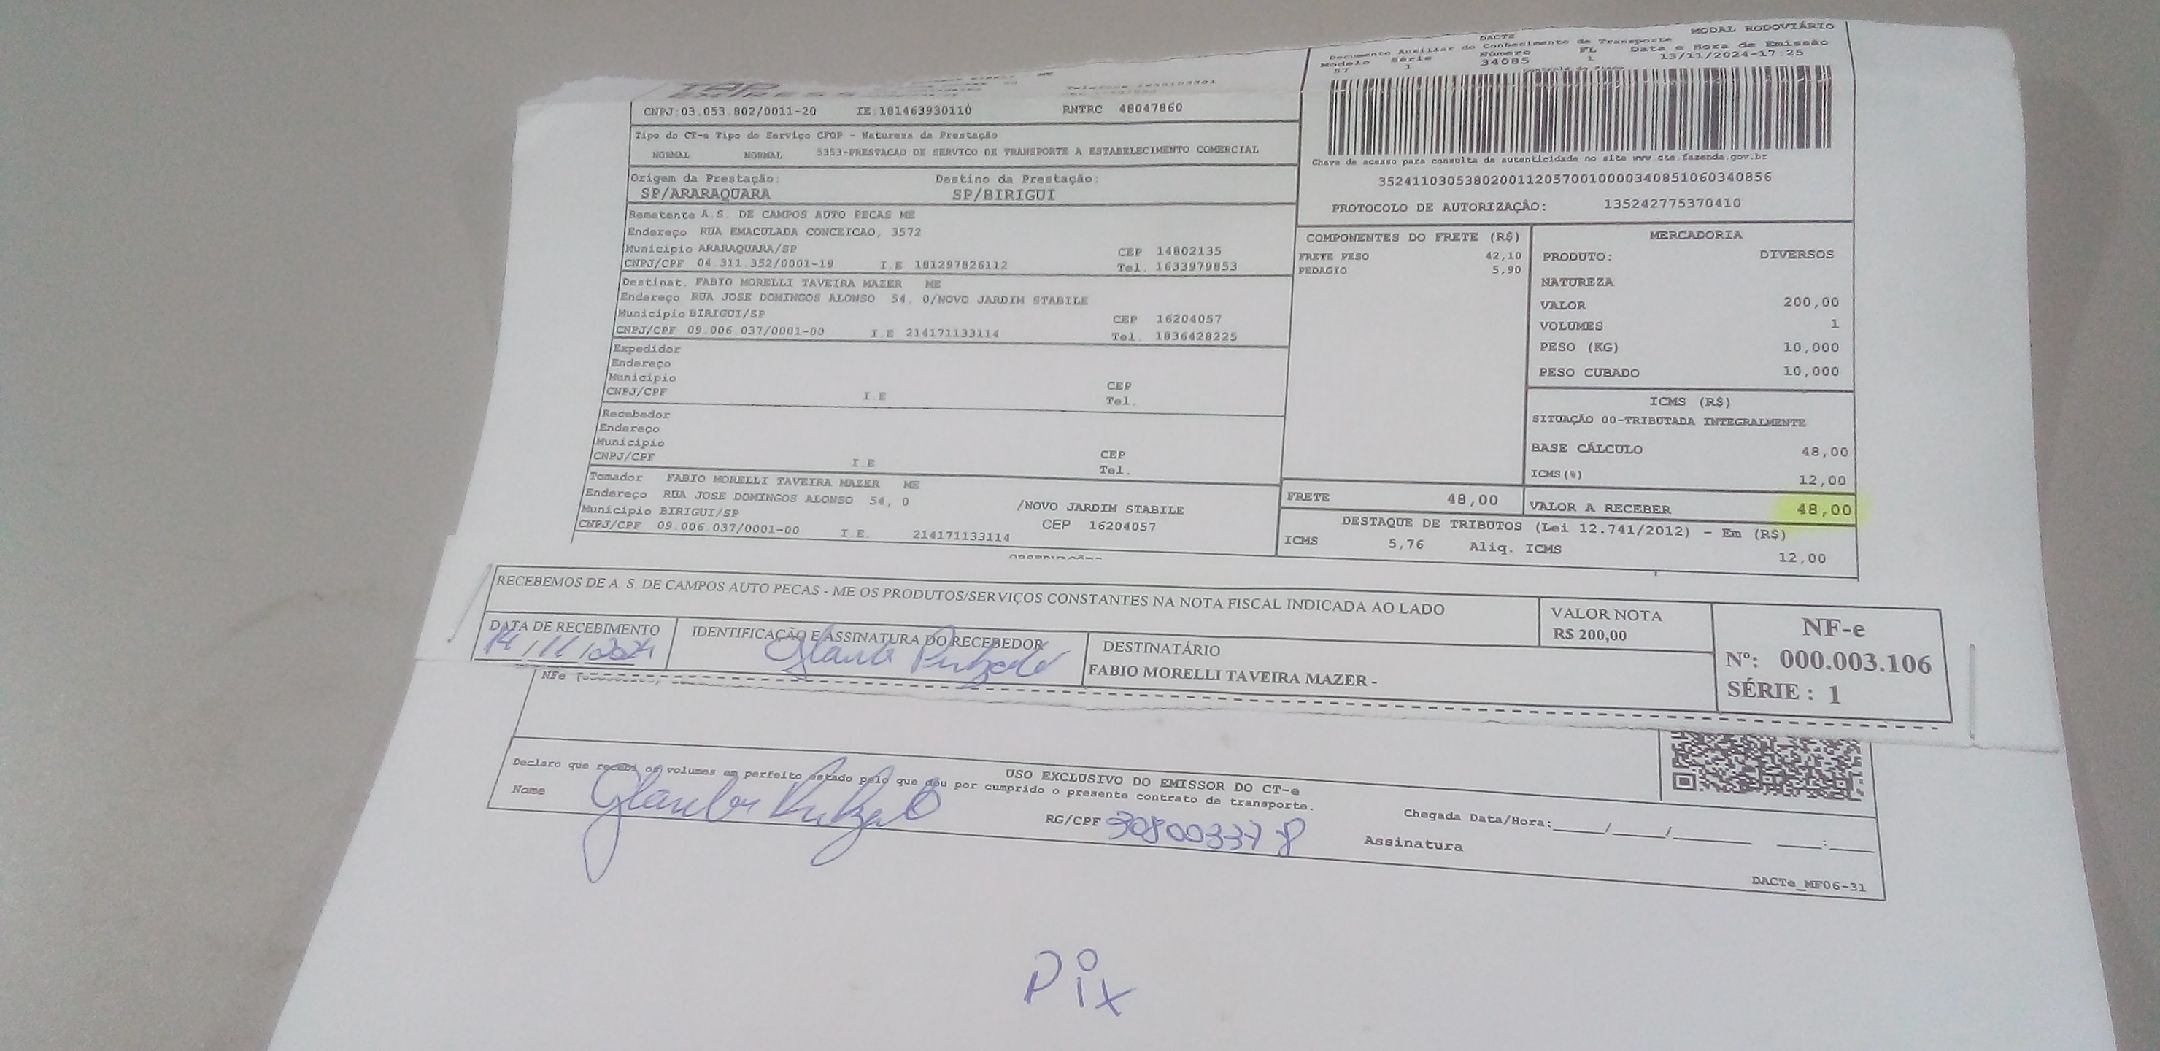 DACTE MODAL RODOVIÁRIO
Documento Auxiliar do Conhecimento de Transporte
Modelo Série Número FL Data e Hora de Emissão
57 1 34085 1 13/11/2024-17:25
CNPJ:03.053.802/0011-20 IE:181463930110 RNTRC 48047860
Tipo do CT-e Tipo do Serviço CFOP - Natureza da Prestação
NORMAL NORMAL 5353-PRESTACAO DE SERVICO DE TRANSPORTE A ESTABELECIMENTO COMERCIAL
Chave de acesso para consulta de autenticidade no site www.cte.fazenda.gov.br
35241103053802001120570010000340851060340856
PROTOCOLO DE AUTORIZAÇÃO: 135242775370410
Origem da Prestação: Destino da Prestação:
SP/ARARAQUARA SP/BIRIGUI
Remetente A.S. DE CAMPOS AUTO PECAS ME
Endereço RUA EMACULADA CONCEICAO, 3572
Município ARARAQUARA/SP CEP 14802135
CNPJ/CPF 04.311.352/0001-19 I.E 181297826112 Tel. 1633979853
Destinat. FABIO MORELLI TAVEIRA MAZER ME
Endereço RUA JOSE DOMINGOS ALONSO 54, 0/NOVO JARDIM STABILE
Município BIRIGUI/SP CEP 16204057
CNPJ/CPF 09.006.037/0001-00 I.E 214171133114 Tel. 1836428225
Expedidor
Endereço
Município CEP
CNPJ/CPF I.E Tel.
Recebedor
Endereço
Município CEP
CNPJ/CPF I.E Tel.
Tomador FABIO MORELLI TAVEIRA MAZER ME
Endereço RUA JOSE DOMINGOS ALONSO 54, 0 /NOVO JARDIM STABILE
Município BIRIGUI/SP CEP 16204057
CNPJ/CPF 09.006.037/0001-00 I.E. 214171133114
COMPONENTES DO FRETE (R$)
FRETE PESO 42,10
PEDAGIO 5,90
MERCADORIA
PRODUTO: DIVERSOS
NATUREZA
VALOR 200,00
VOLUMES 1
PESO (KG) 10,000
PESO CUBADO 10,000
ICMS (R$)
SITUAÇÃO 00-TRIBUTADA INTEGRALMENTE
BASE CÁLCULO 48,00
ICMS(%) 12,00
FRETE 48,00 VALOR A RECEBER 48,00
DESTAQUE DE TRIBUTOS (Lei 12.741/2012) - Em (R$)
ICMS 5,76 Aliq. ICMS 12,00
RECEBEMOS DE A. S. DE CAMPOS AUTO PECAS - ME OS PRODUTOS/SERVIÇOS CONSTANTES NA NOTA FISCAL INDICADA AO LADO
VALOR NOTA
R$ 200,00
NF-e
Nº: 000.003.106
SÉRIE : 1
DATA DE RECEBIMENTO
14/11/2024
IDENTIFICAÇÃO E ASSINATURA DO RECEBEDOR
DESTINATÁRIO
FABIO MORELLI TAVEIRA MAZER -
USO EXCLUSIVO DO EMISSOR DO CT-e
Declaro que recebi os volumes em perfeito estado pelo que dou por cumprido o presente contrato de transporte.
Nome RG/CPF 30800337 8
Chegada Data/Hora:____/____/____ ___:___
Assinatura
DACTe_MF06-31
Pix